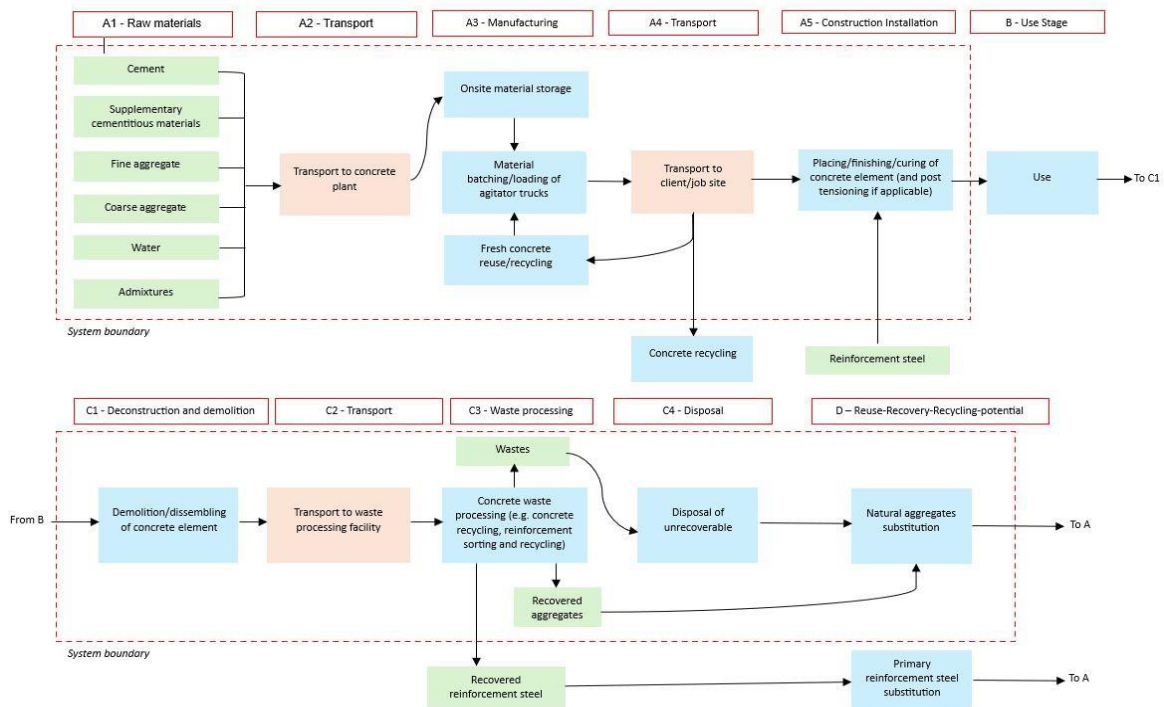 A1 - Raw materials
A2 - Transport
A3 - Manufacturing
A4 - Transport
A5 - Construction Installation
B - Use Stage
Cement
Supplementary
cementitious materials
Fine aggregate
Coarse aggregate
Water
Admixtures
Transport to concrete
plant
Onsite material storage
Material
batching/loading of
agitator trucks
Fresh concrete
reuse/recycling
Transport to
client/job site
Placing/finishing/curing of
concrete element (and post
tensioning if applicable)
Use
To C1
System boundary
Concrete recycling
Reinforcement steel
C1 - Deconstruction and demolition
C2 - Transport
C3 - Waste processing
C4 - Disposal
D – Reuse-Recovery-Recycling-potential
Wastes
From B
Demolition/dissembling
of concrete element
Transport to waste
processing facility
Concrete waste
processing (e.g. concrete
recycling, reinforcement
sorting and recycling)
Disposal of
unrecoverable
Natural aggregates
substitution
To A
Recovered
aggregates
System boundary
Recovered
reinforcement steel
Primary
reinforcement steel
substitution
To A